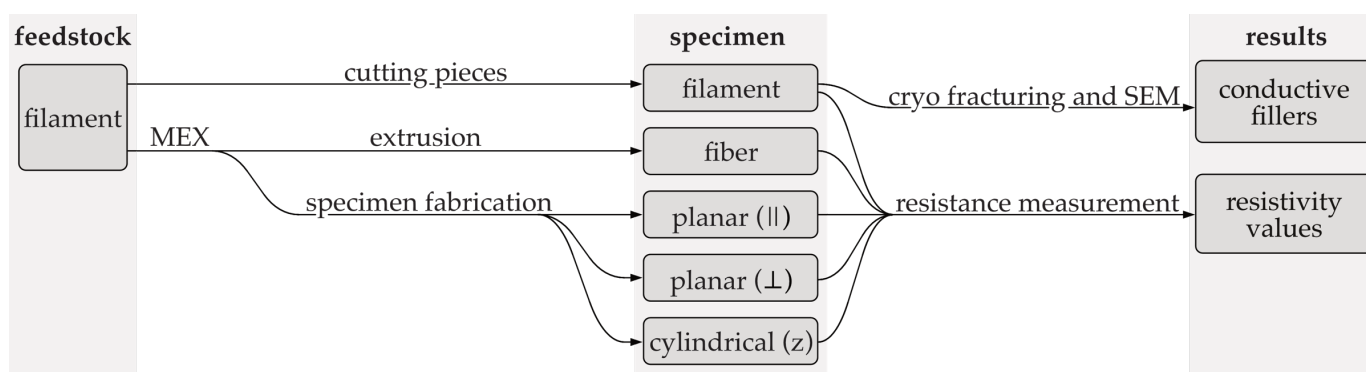 feedstock
specimen
results
filament
cutting pieces
filament
cryo fracturing and SEM
conductive
fillers
MEX
extrusion
fiber
specimen fabrication
planar (||)
resistance measurement
resistivity
values
planar (⊥)
cylindrical (z)